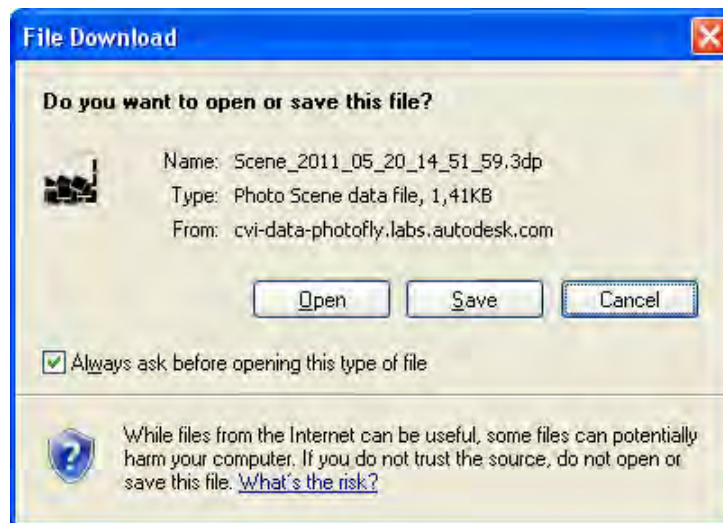 File Download
Do you want to open or save this file?
Name: Scene_2011_05_20_14_51_59.3dp
Type: Photo Scene data file, 1,41KB
From: cvi-data-photofly.labs.autodesk.com
Open Save Cancel
Always ask before opening this type of file
While files from the Internet can be useful, some files can potentially
harm your computer. If you do not trust the source, do not open or
save this file. What's the risk?